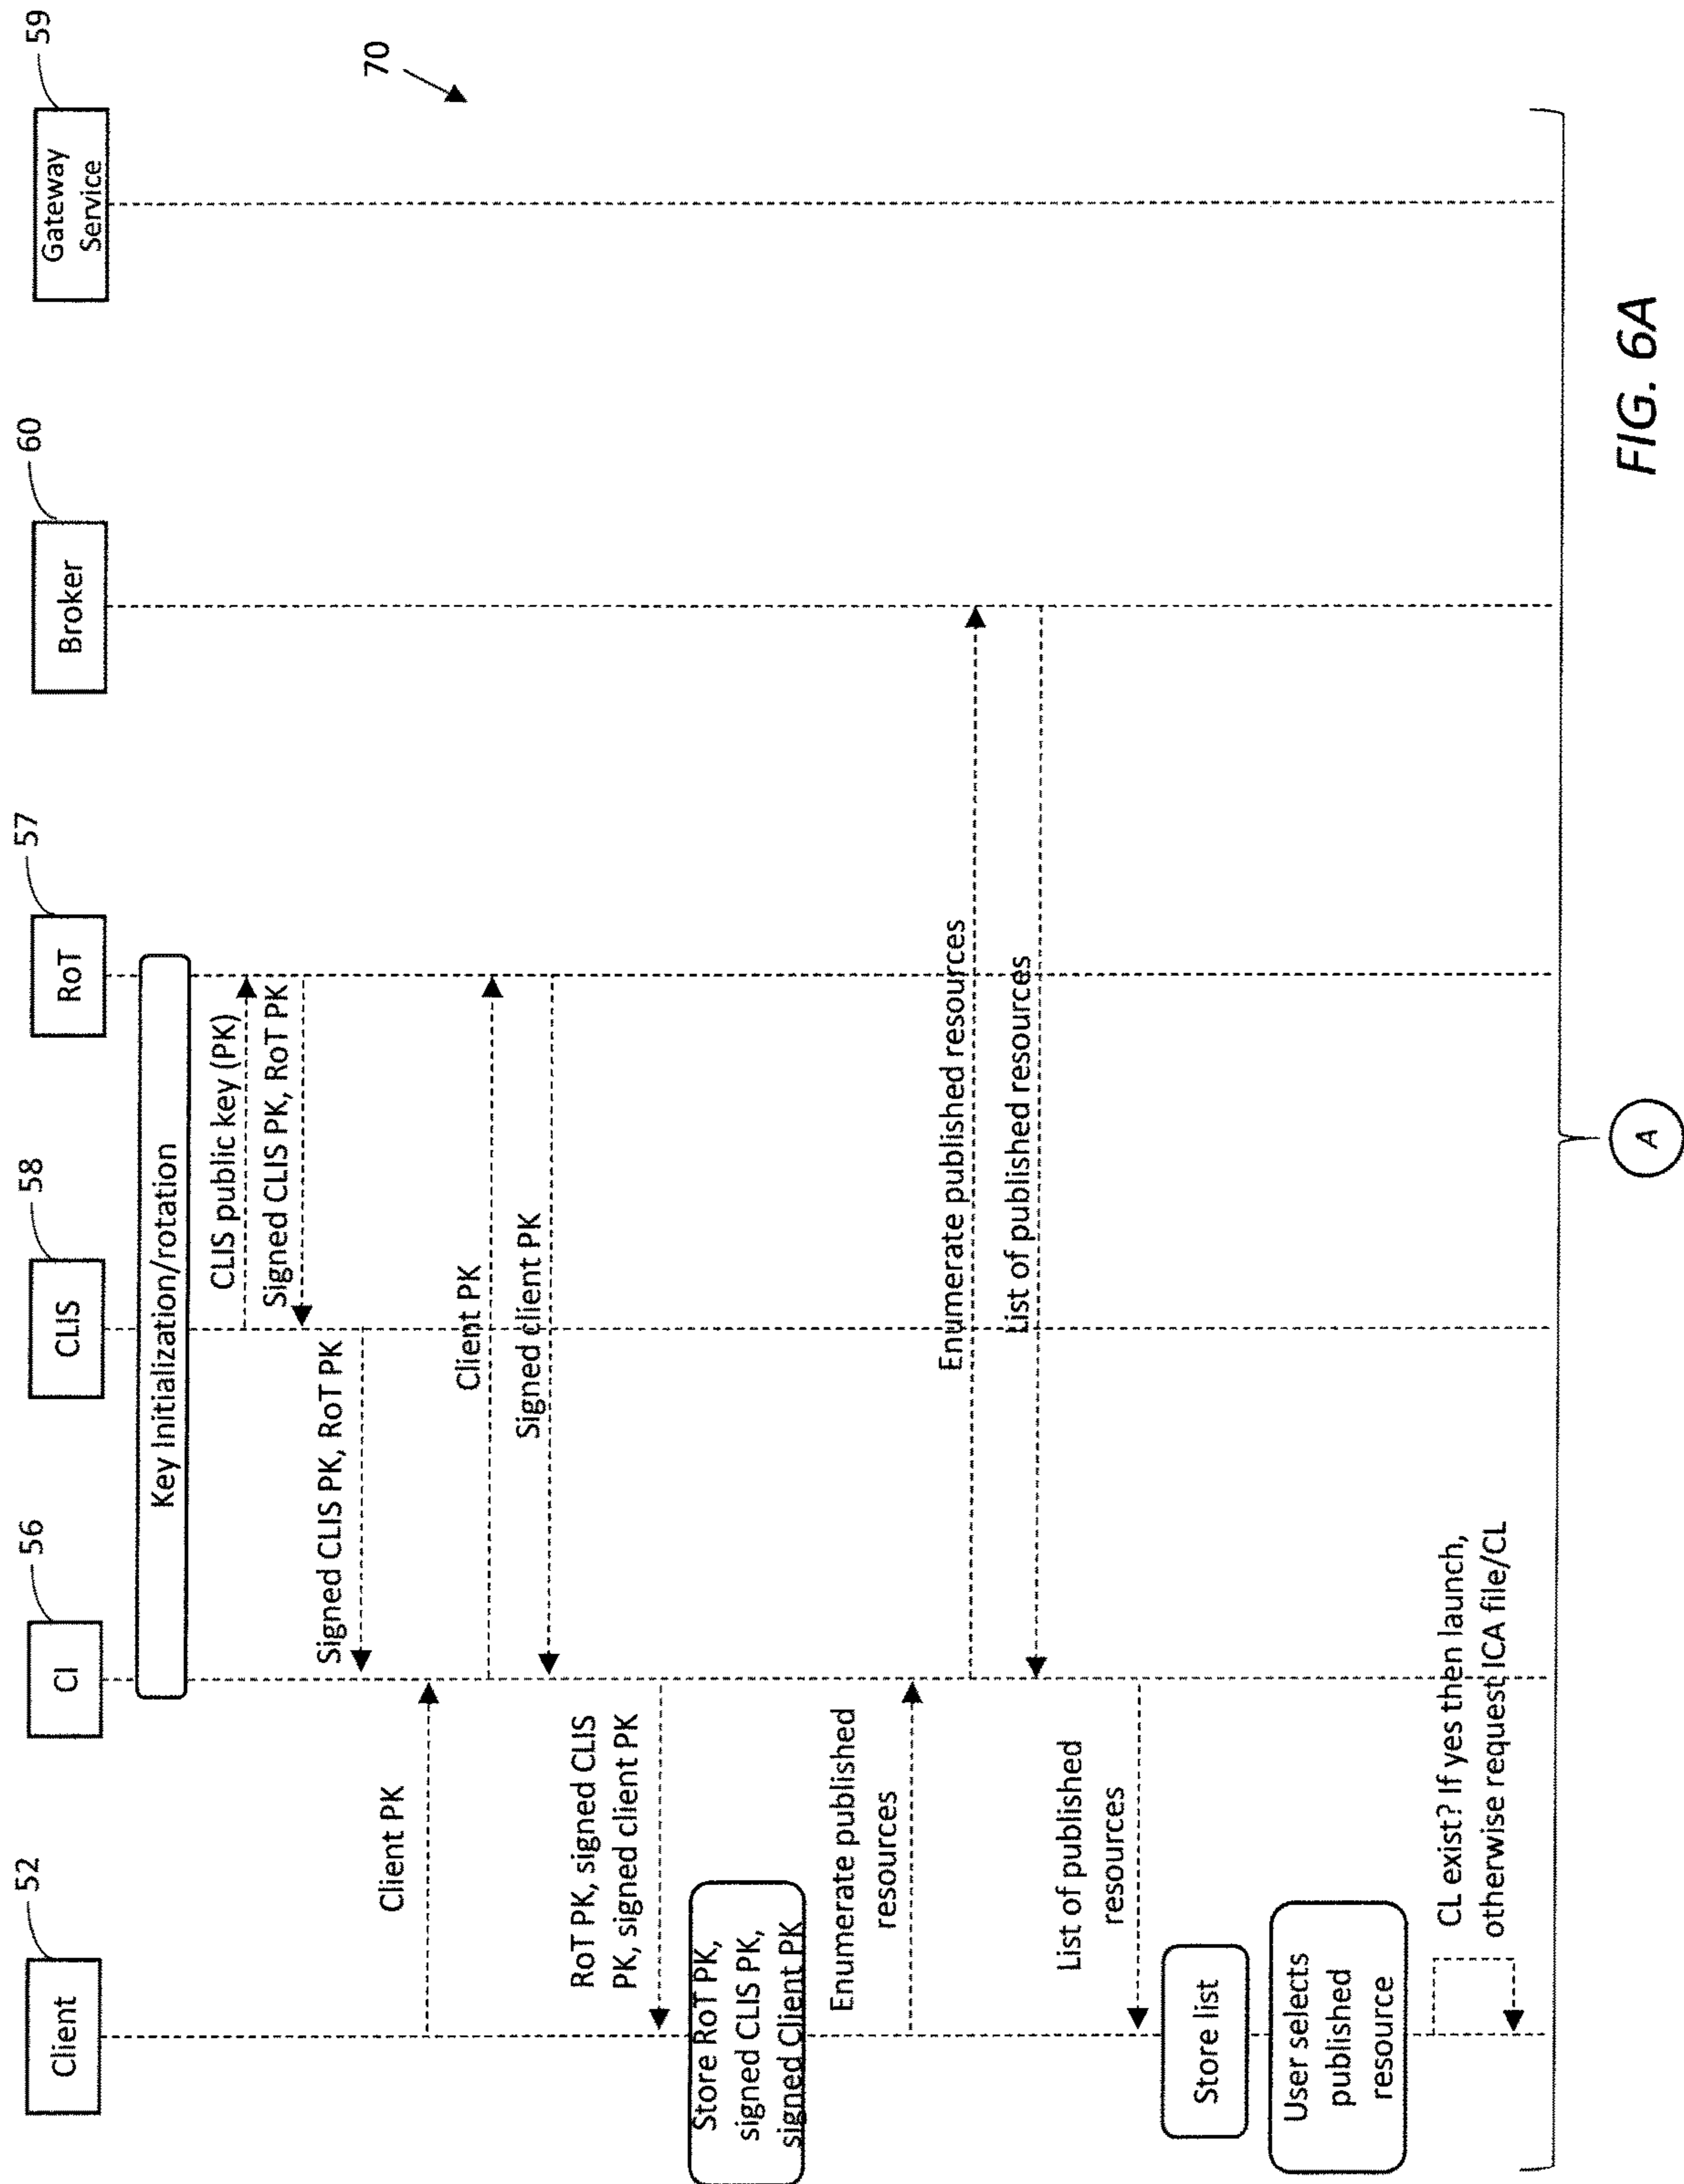 52
56
58
57
60
59
Client
CI
CLIS
RoT
Broker
Gateway
Service
70
Key Initialization/rotation
CLIS public key (PK)
Signed CLIS PK, RoT PK
Signed CLIS PK, RoT PK
Client PK
Client PK
Signed client PK
RoT PK, signed CLIS
PK, signed client PK
Store RoT PK,
signed CLIS PK,
signed Client PK
Enumerate published
resources
Enumerate published resources
List of published resources
List of published
resources
Store list
User selects
published
resource
CL exist? If yes then launch,
otherwise request ICA file/CL
A
FIG. 6A